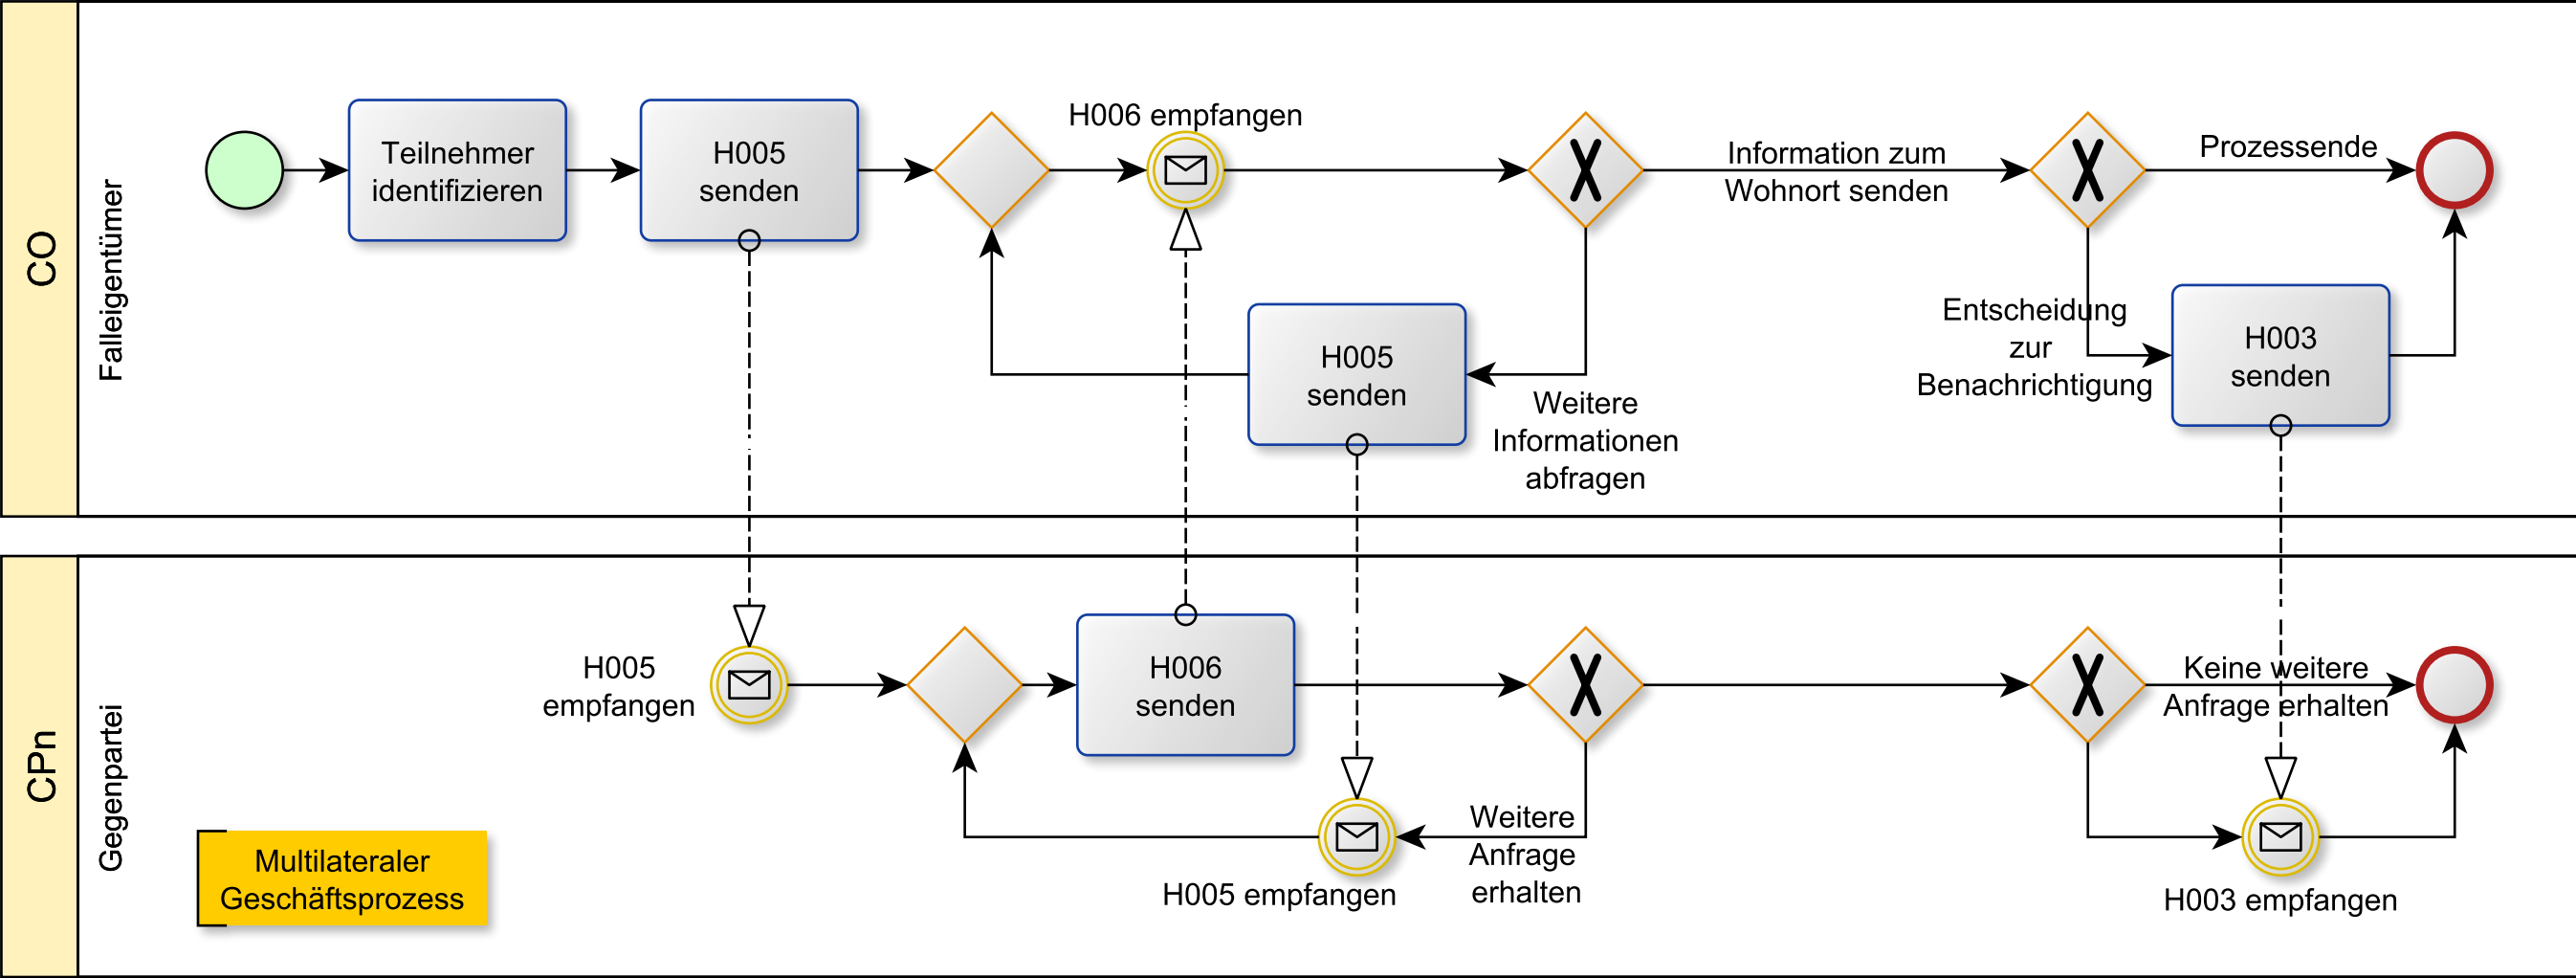 CO
Falleigentümer
Teilnehmer
identifizieren
H005
senden
H006 empfangen
Information zum
Wohnort senden
Prozessende
H005
senden
Weitere
Informationen
abfragen
Entscheidung
zur
Benachrichtigung
H003
senden
CPn
Gegenpartei
H005
empfangen
H006
senden
Keine weitere
Anfrage erhalten
Weitere
Anfrage
erhalten
H005 empfangen
H003 empfangen
Multilateraler
Geschäftsprozess